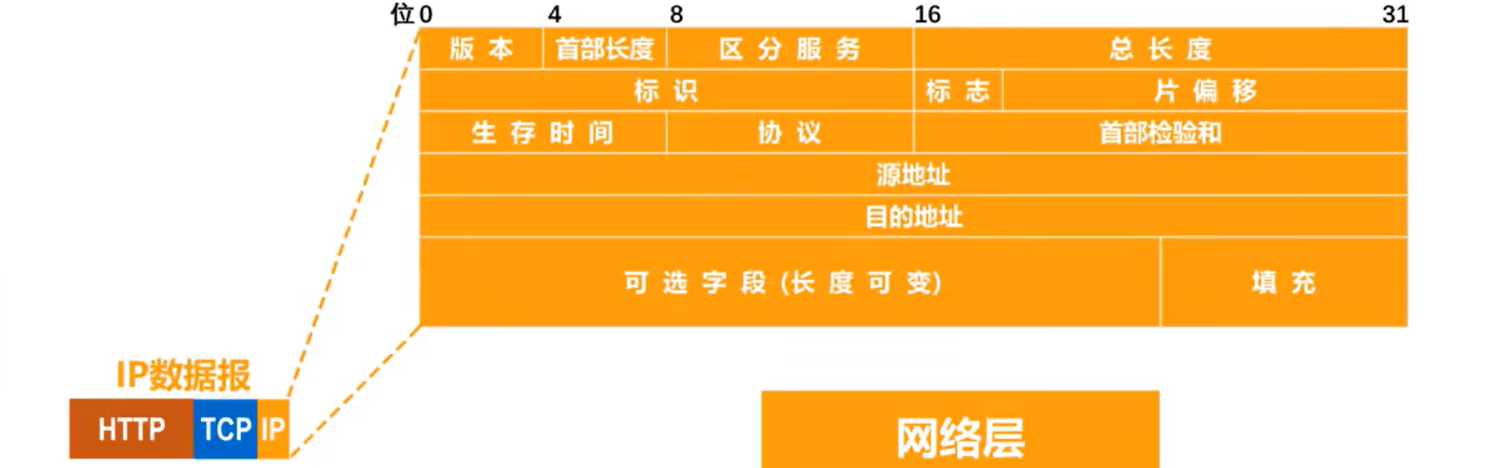 位 0 4 8 16 31
版 本 首部长度 区 分 服 务 总 长 度
标 识 标 志 片 偏 移
生 存 时 间 协 议 首部检验和
源地址
目的地址
可 选 字 段 (长 度 可 变) 填 充
IP数据报
HTTP TCP IP
网络层